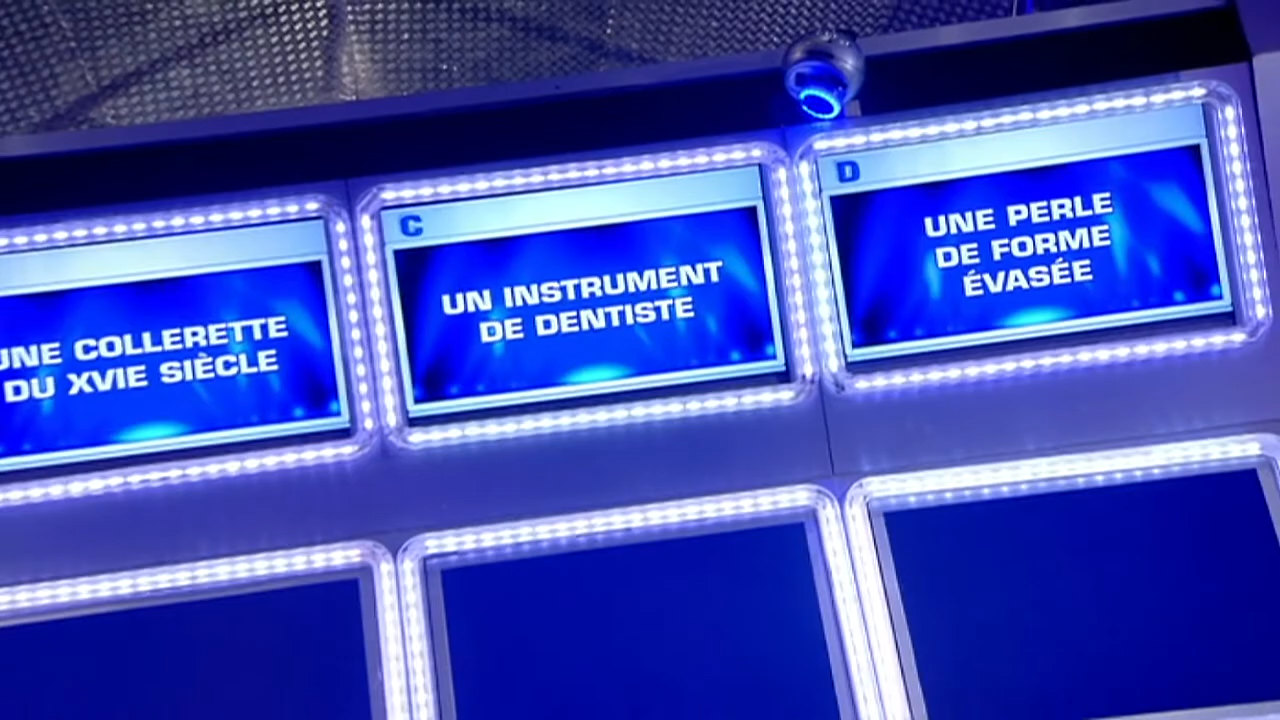 UNE COLLERETTE
DU XVIE SIÈCLE
C
UN INSTRUMENT
DE DENTISTE
D
UNE PERLE
DE FORME
ÉVASÉE